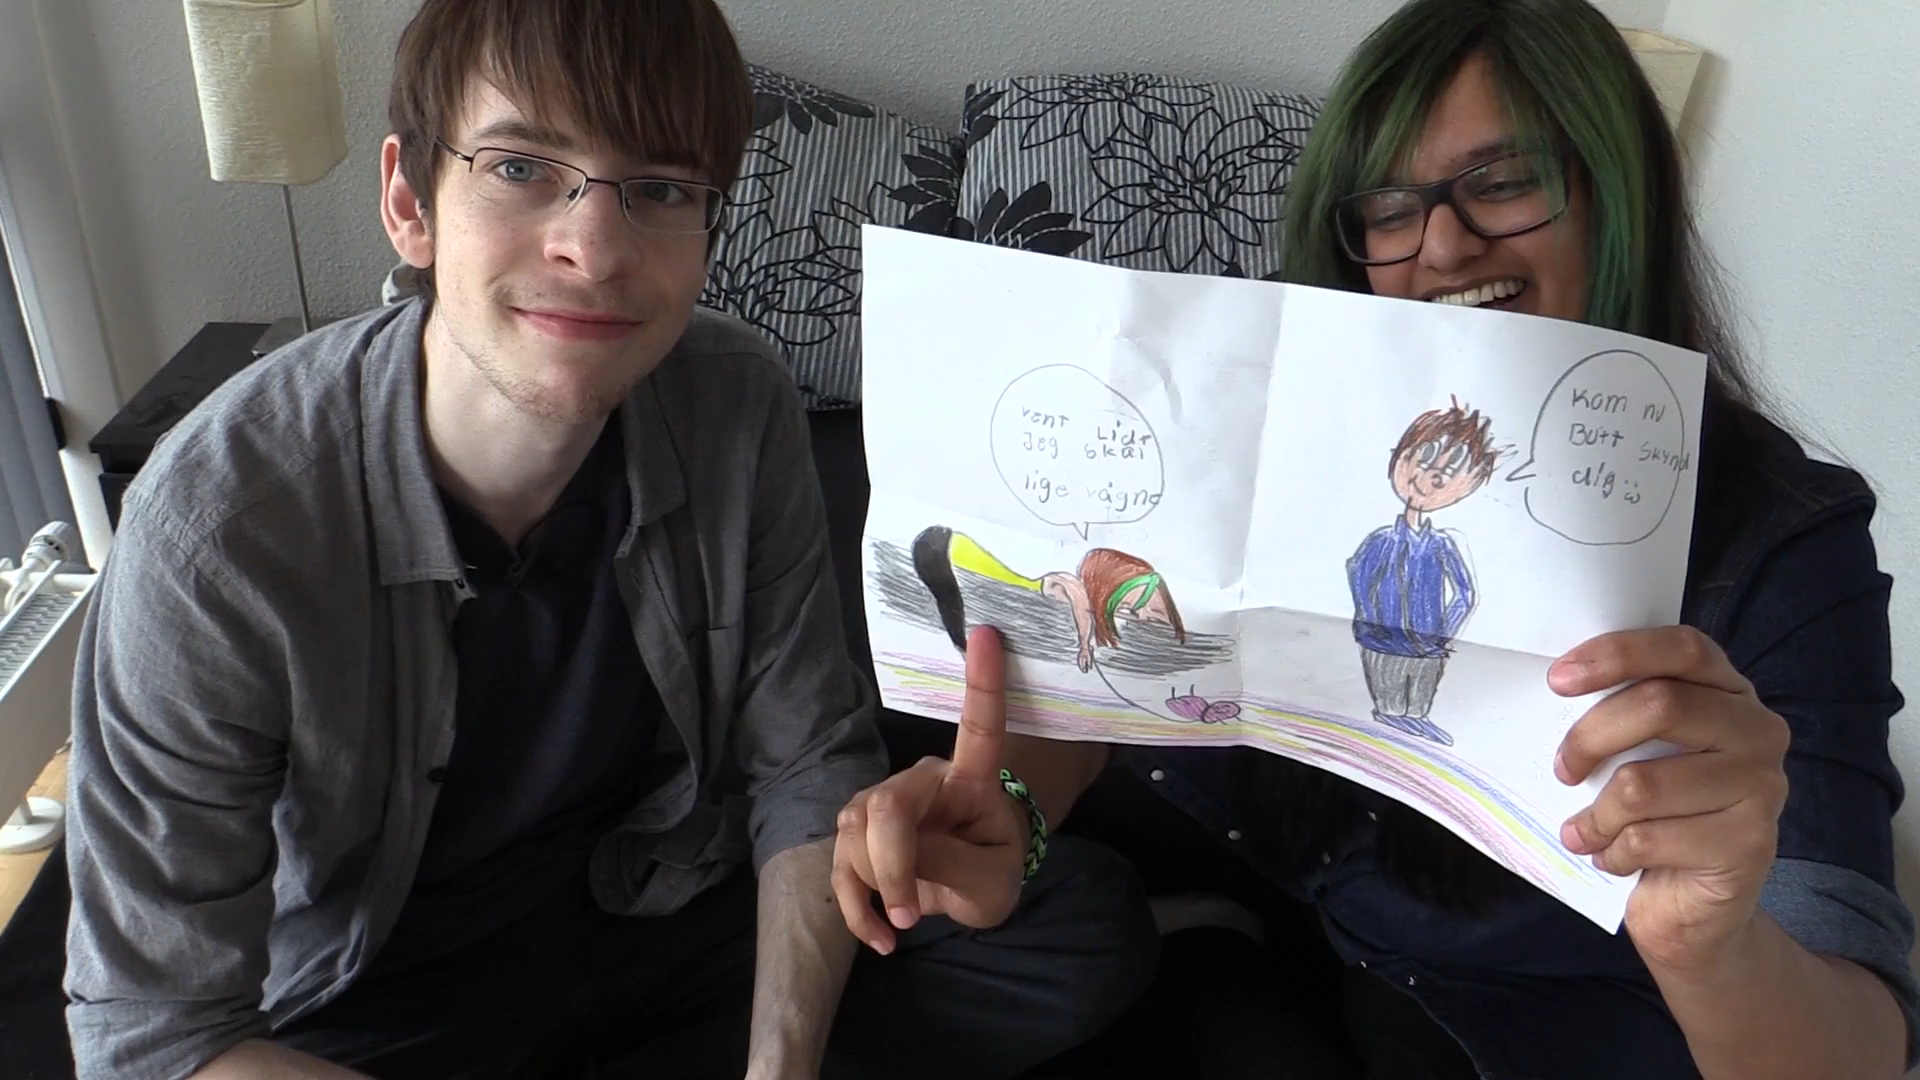 vent Lidt
Jeg skal
lige vågne
Kom nu
Butt skynd
dig